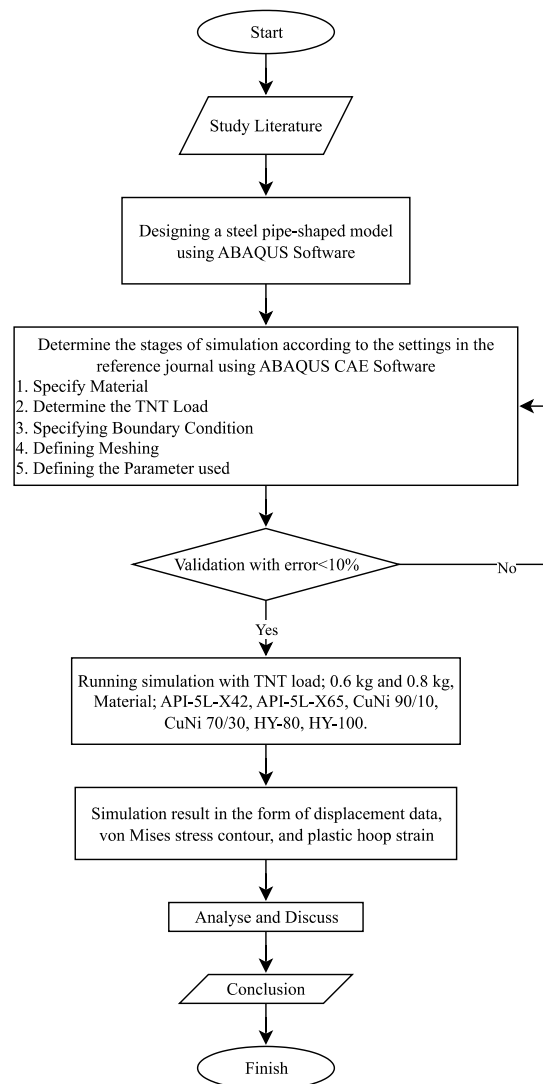 Start
Study Literature
Designing a steel pipe-shaped model
using ABAQUS Software
Determine the stages of simulation according to the settings in the
reference journal using ABAQUS CAE Software
1. Specify Material
2. Determine the TNT Load
3. Specifying Boundary Condition
4. Defining Meshing
5. Defining the Parameter used
Validation with error<10%
No
Yes
Running simulation with TNT load; 0.6 kg and 0.8 kg,
Material; API-5L-X42, API-5L-X65, CuNi 90/10,
CuNi 70/30, HY-80, HY-100.
Simulation result in the form of displacement data,
von Mises stress contour, and plastic hoop strain
Analyse and Discuss
Conclusion
Finish